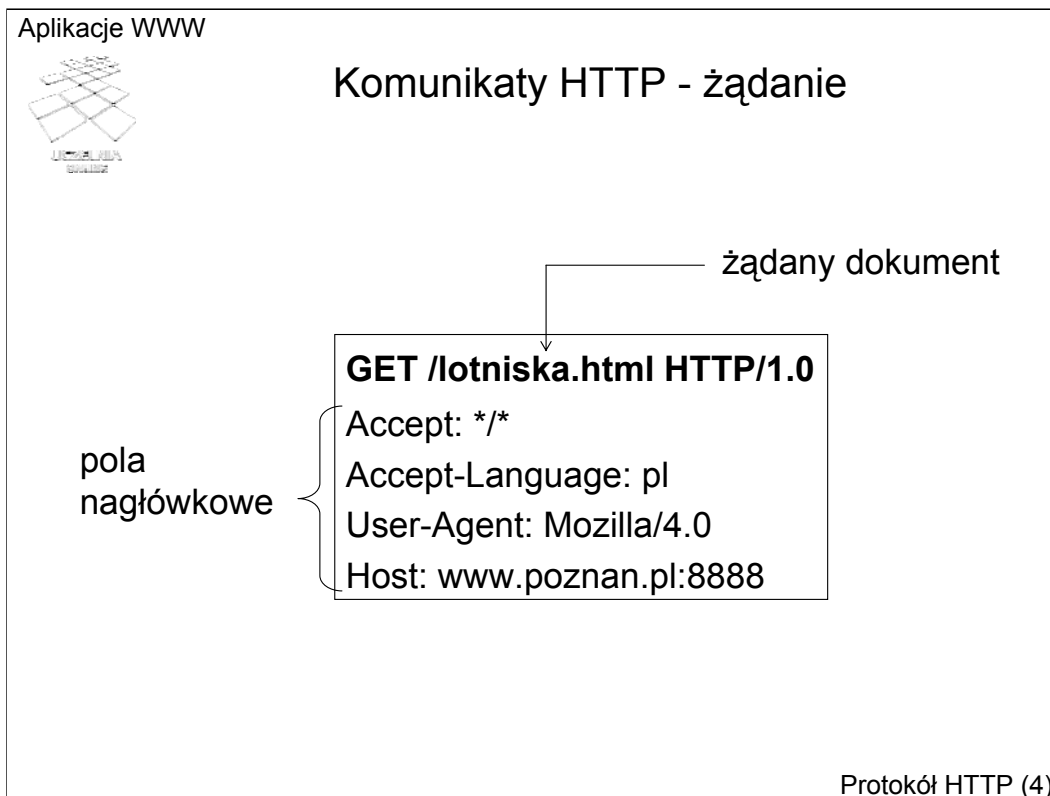 Aplikacje WWW
Komunikaty HTTP - żądanie
żądany dokument
GET /lotniska.html HTTP/1.0
Accept: */*
Accept-Language: pl
User-Agent: Mozilla/4.0
Host: www.poznan.pl:8888
pola
nagłówkowe
Protokół HTTP (4)